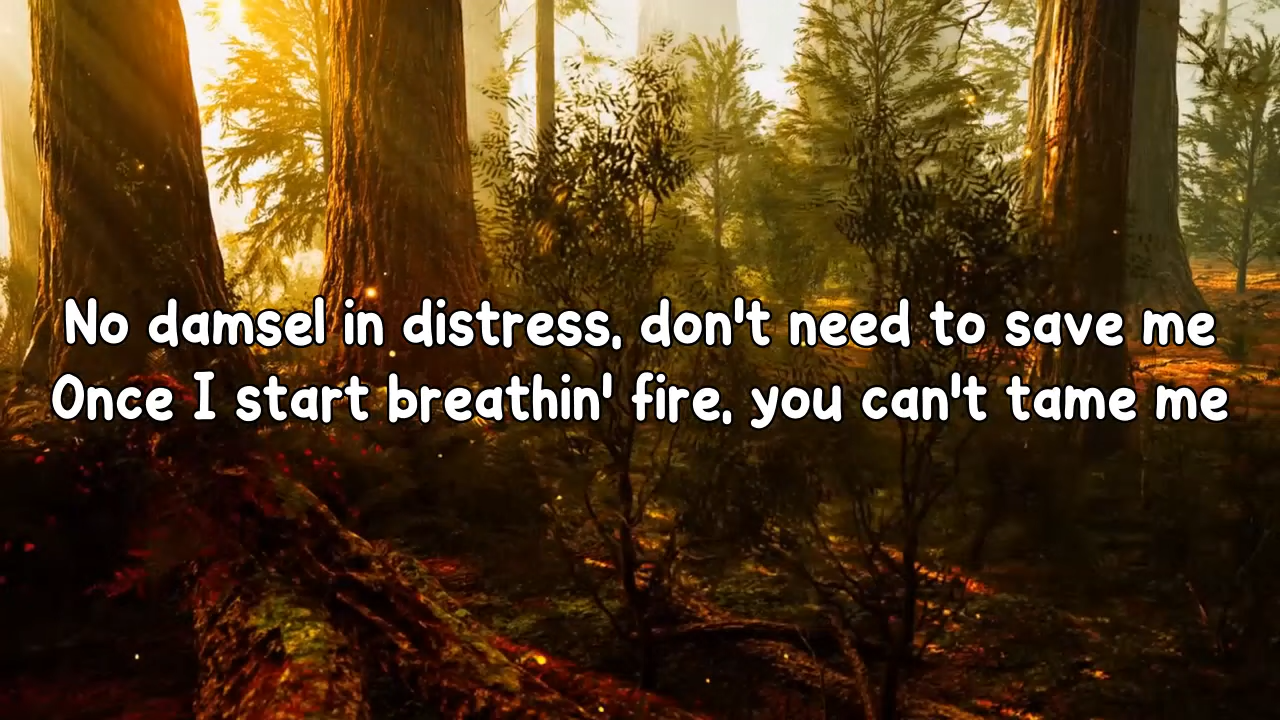 No damsel in distress, don't need to save me
Once I start breathin' fire, you can't tame me